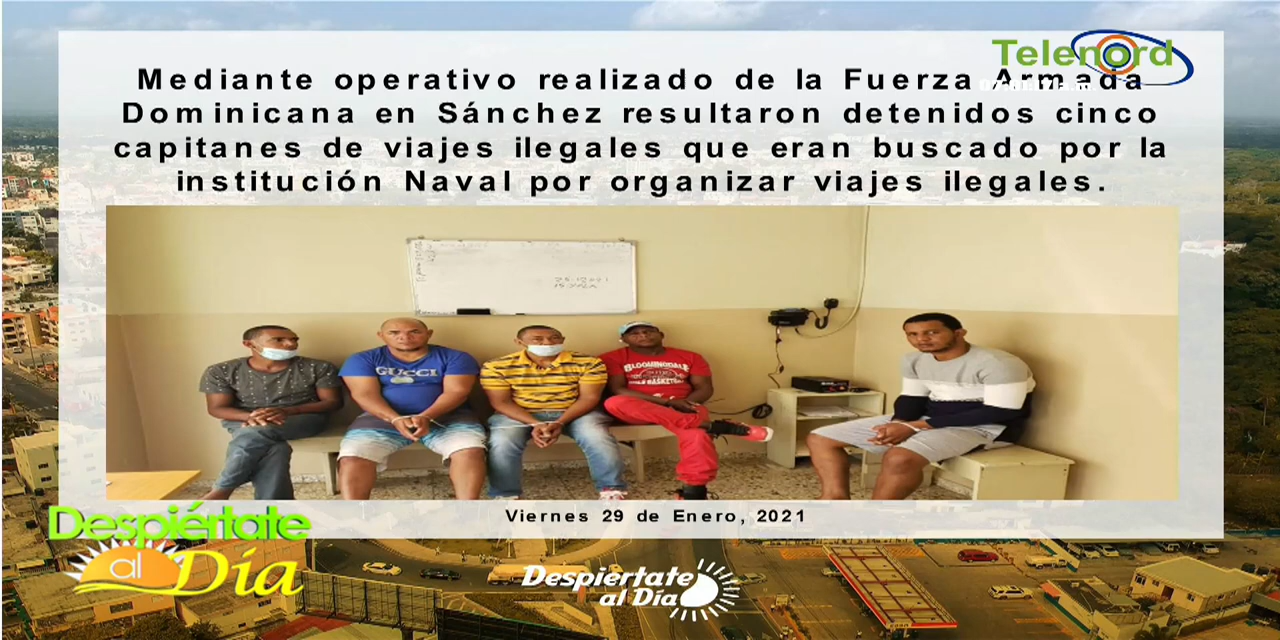 Telenord
Mediante operativo realizado de la Fuerza Armada
Dominicana en Sánchez resultaron detenidos cinco
capitanes de viajes ilegales que eran buscado por la
institución Naval por organizar viajes ilegales.
GUCCI
BLOOMINGDALE
Viernes 29 de Enero, 2021
Despiértate
al Día
Despiertate
al Día